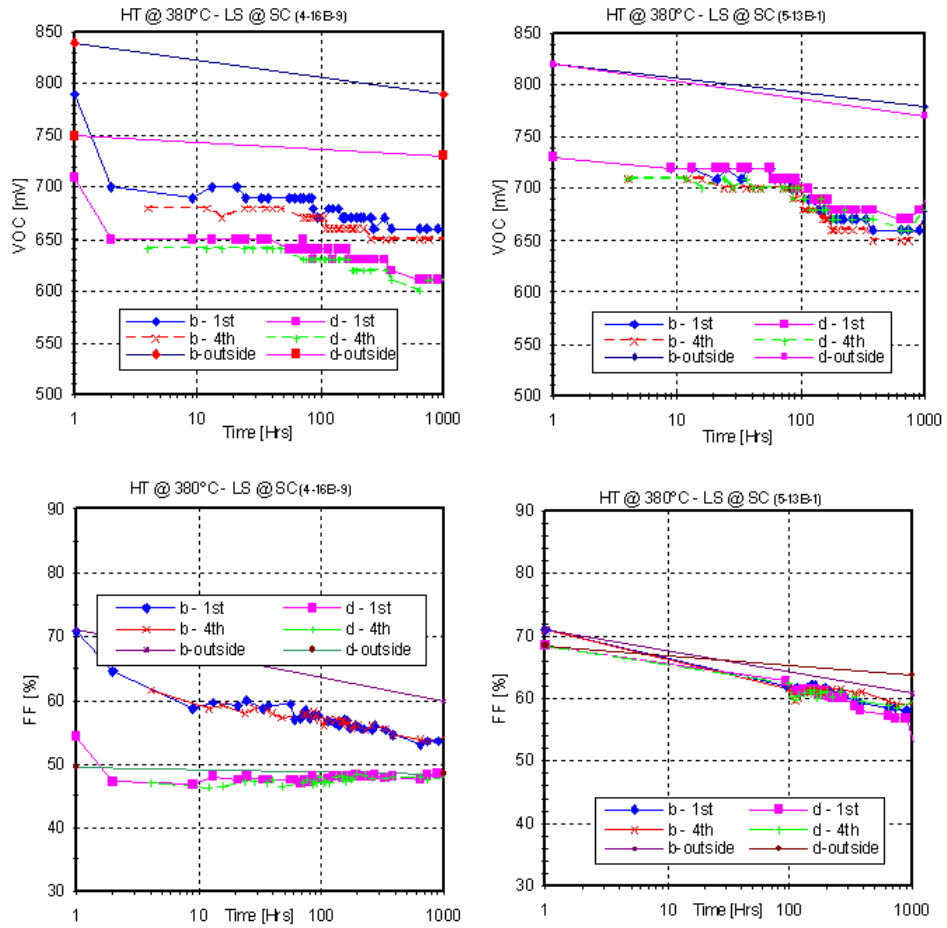 HT @ 380°C - LS @ SC (4-16B-9)
850
800
750
700
650
600
550
500
VOC [mV]
b - 1st
d - 1st
b - 4th
d - 4th
b-outside
d-outside
1
10
100
1000
Time [Hrs]
HT @ 380°C - LS @ SC (5-13B-1)
850
800
750
700
650
600
550
500
VOC [mV]
b - 1st
d - 1st
b - 4th
d - 4th
b-outside
d-outside
1
10
100
1000
Time [Hrs]
HT @ 380°C - LS @ SC (4-16B-9)
90
80
70
60
50
40
30
FF [%]
b - 1st
d - 1st
b - 4th
d - 4th
b-outside
d-outside
1
10
100
1000
Time [Hrs]
HT @ 380°C - LS @ SC (5-13B-1)
90
80
70
60
50
40
30
FF [%]
b - 1st
d - 1st
b - 4th
d - 4th
b-outside
d-outside
1
10
100
1000
Time [Hrs]